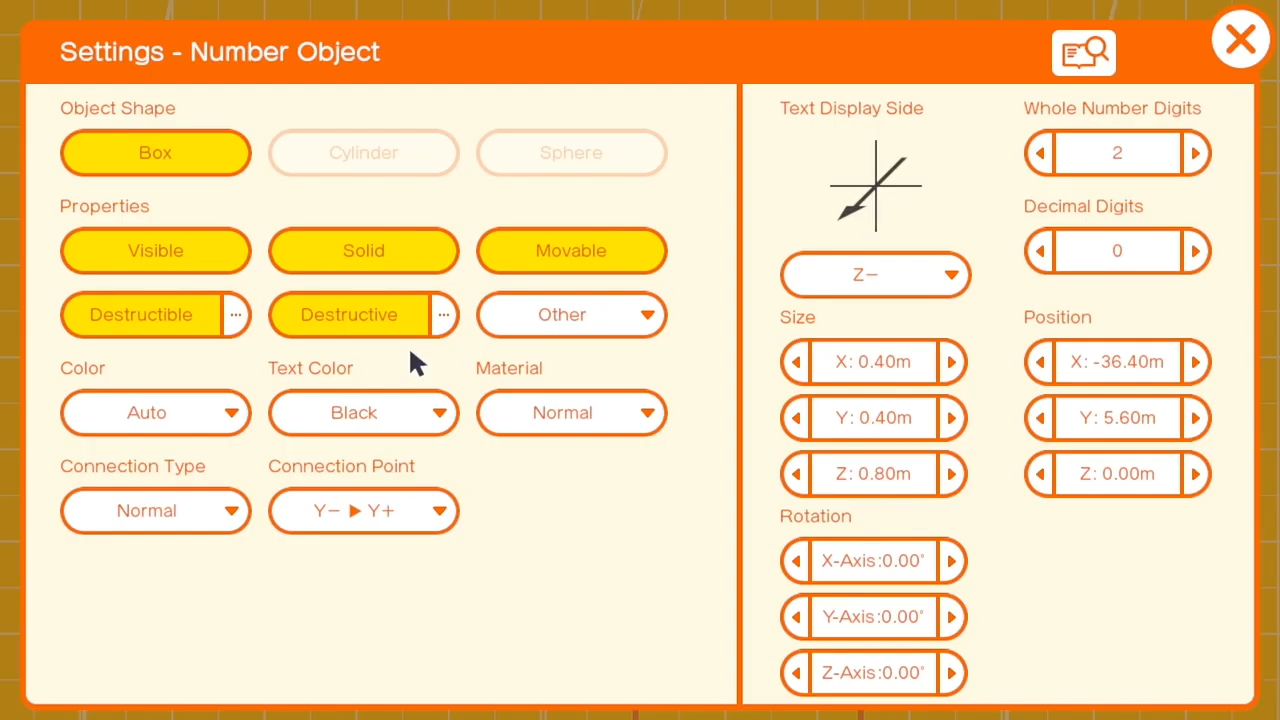 Settings - Number Object
Object Shape
Box
Cylinder
Sphere
Properties
Visible
Solid
Movable
Destructible
...
Destructive
...
Other
Color
Text Color
Material
Auto
Black
Normal
Connection Type
Connection Point
Normal
Y− ▶ Y+
Text Display Side
Z−
Whole Number Digits
2
Decimal Digits
0
Size
X: 0.40m
Y: 0.40m
Z: 0.80m
Position
X: -36.40m
Y: 5.60m
Z: 0.00m
Rotation
X-Axis:0.00°
Y-Axis:0.00°
Z-Axis:0.00°